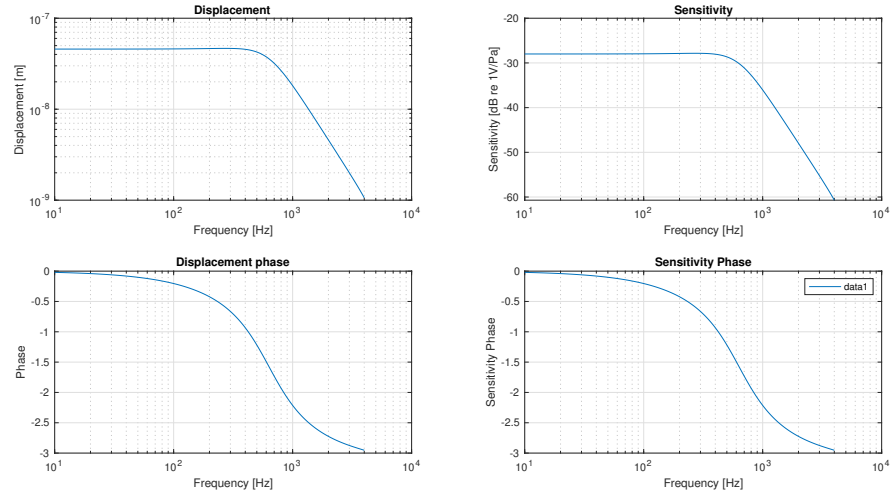 Displacement
10^-7
10^-8
10^-9
Displacement [m]
10^1
10^2
10^3
10^4
Frequency [Hz]
Sensitivity
-20
-30
-40
-50
-60
Sensitivity [dB re 1V/Pa]
10^1
10^2
10^3
10^4
Frequency [Hz]
Displacement phase
0
-0.5
-1
-1.5
-2
-2.5
-3
Phase
10^1
10^2
10^3
10^4
Frequency [Hz]
Sensitivity Phase
0
-0.5
-1
-1.5
-2
-2.5
-3
Sensitivity Phase
data1
10^1
10^2
10^3
10^4
Frequency [Hz]